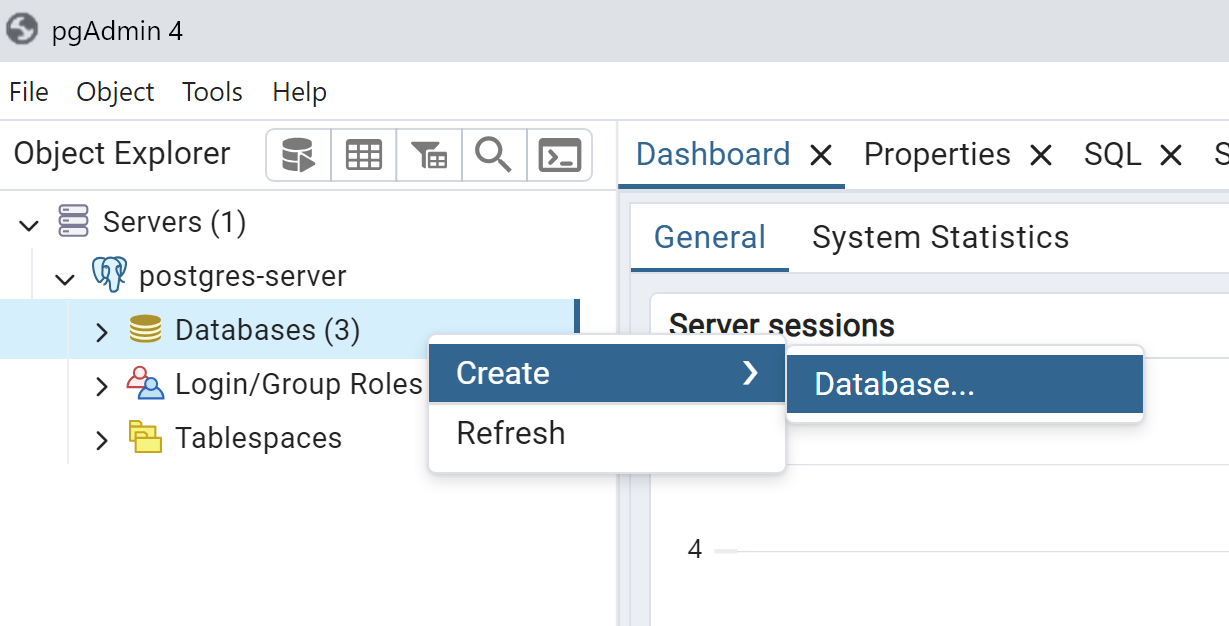 pgAdmin 4
File Object Tools Help
Object Explorer
Dashboard Properties SQL S
Servers (1)
General System Statistics
postgres-server
Databases (3)
Server sessions
Create
Database...
Login/Group Roles
Refresh
Tablespaces
4